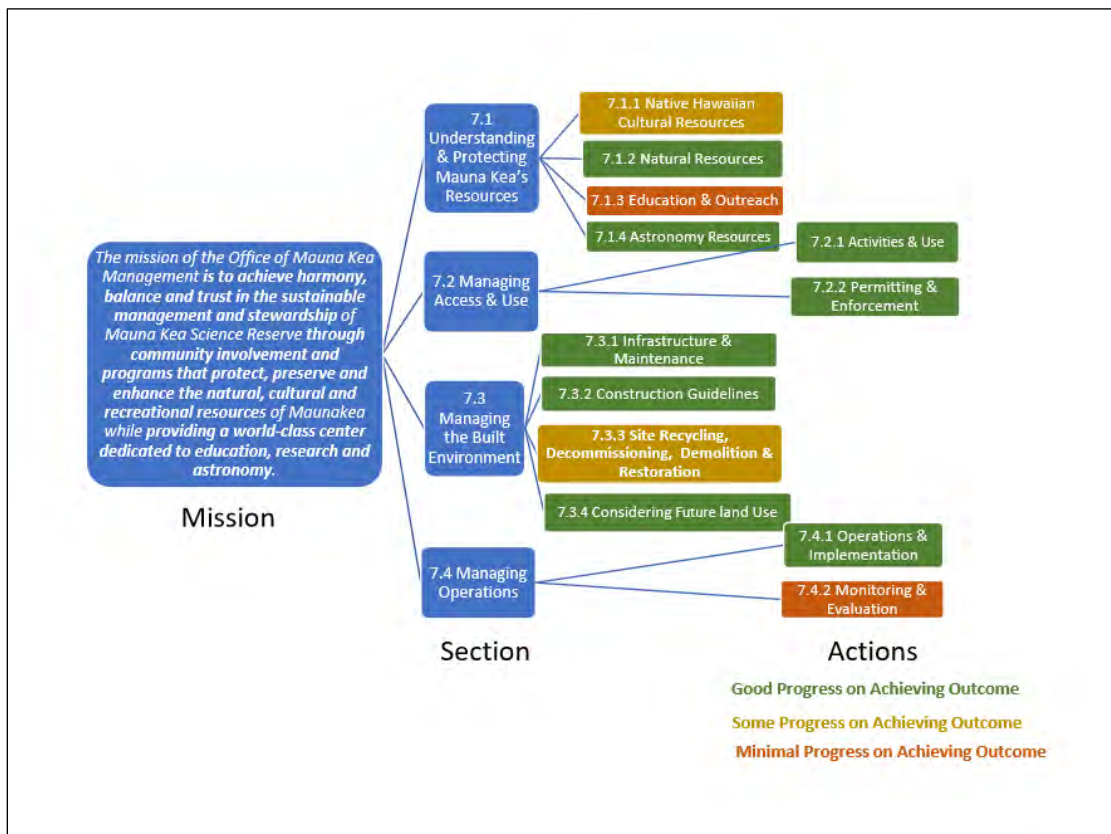 The mission of the Office of Mauna Kea
Management is to achieve harmony,
balance and trust in the sustainable
management and stewardship of
Mauna Kea Science Reserve through
community involvement and
programs that protect, preserve and
enhance the natural, cultural and
recreational resources of Maunakea
while providing a world-class center
dedicated to education, research and
astronomy.
Mission
7.1
Understanding
& Protecting
Mauna Kea's
Resources
7.2 Managing
Access & Use
7.3
Managing
the Built
Environment
7.4 Managing
Operations
Section
7.1.1 Native Hawaiian
Cultural Resources
7.1.2 Natural Resources
7.1.3 Education & Outreach
7.1.4 Astronomy Resources
7.2.1 Activities & Use
7.2.2 Permitting &
Enforcement
7.3.1 Infrastructure &
Maintenance
7.3.2 Construction Guidelines
7.3.3 Site Recycling,
Decommissioning, Demolition &
Restoration
7.3.4 Considering Future land Use
7.4.1 Operations &
Implementation
7.4.2 Monitoring &
Evaluation
Actions
Good Progress on Achieving Outcome
Some Progress on Achieving Outcome
Minimal Progress on Achieving Outcome